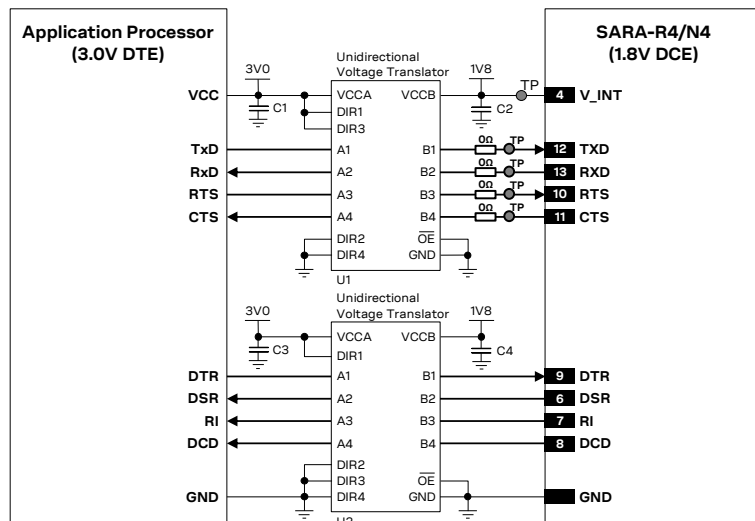 Application Processor
(3.0V DTE)
SARA-R4/N4
(1.8V DCE)
Unidirectional
Voltage Translator
3V0
1V8
TP
VCC
C1
VCCA
VCCB
C2
4
V_INT
DIR1
DIR3
TxD
A1
B1
0Ω
TP
12
TXD
RxD
A2
B2
0Ω
TP
13
RXD
RTS
A3
B3
0Ω
TP
10
RTS
CTS
A4
B4
0Ω
TP
11
CTS
DIR2
OE
DIR4
GND
U1
Unidirectional
Voltage Translator
3V0
1V8
VCCA
VCCB
C3
C4
DIR1
DTR
A1
B1
9
DTR
DSR
A2
B2
6
DSR
RI
A3
B3
7
RI
DCD
A4
B4
8
DCD
DIR2
DIR3
OE
GND
DIR4
GND
GND